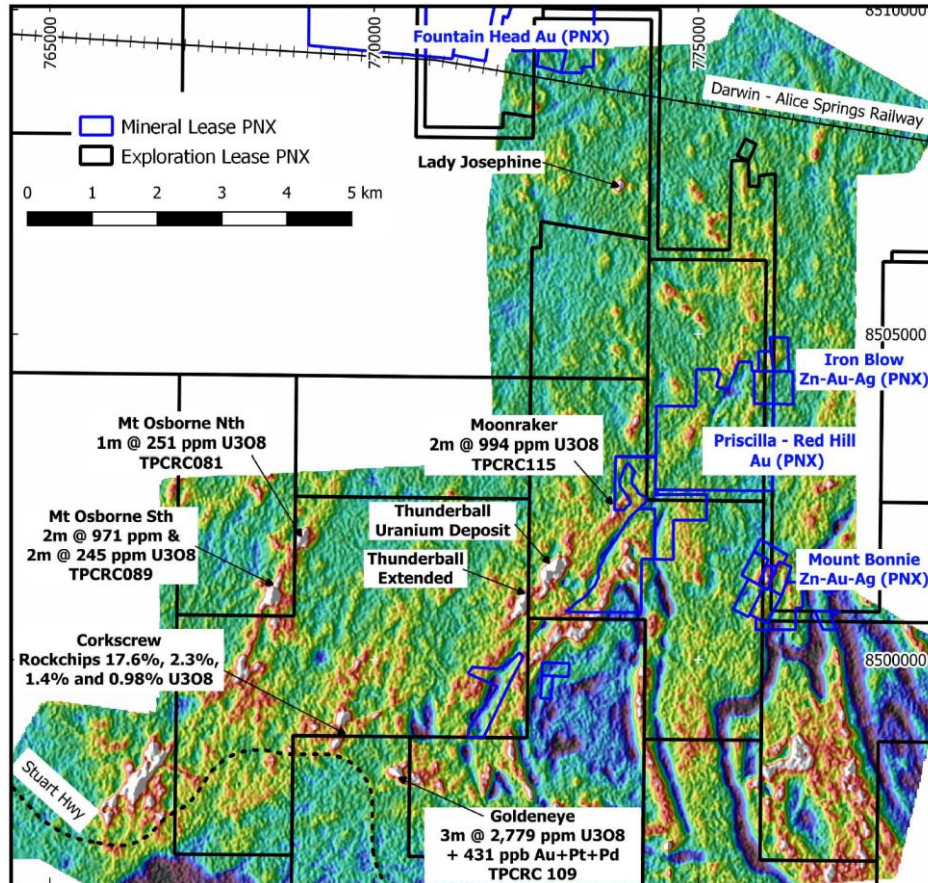 765000
770000
775000
8510000
Fountain Head Au (PNX)
Darwin - Alice Springs Railway
Mineral Lease PNX
Exploration Lease PNX
Lady Josephine
0 1 2 3 4 5 km
8505000
Iron Blow
Zn-Au-Ag (PNX)
Mt Osborne Nth
1m @ 251 ppm U3O8
TPCRC081
Moonraker
2m @ 994 ppm U3O8
TPCRC115
Priscilla - Red Hill
Au (PNX)
Mt Osborne Sth
2m @ 971 ppm &
2m @ 245 ppm U3O8
TPCRC089
Thunderball
Uranium Deposit
Thunderball
Extended
Mount Bonnie
Zn-Au-Ag (PNX)
Corkscrew
Rockchips 17.6%, 2.3%,
1.4% and 0.98% U3O8
8500000
Stuart Hwy
Goldeneye
3m @ 2,779 ppm U3O8
+ 431 ppb Au+Pt+Pd
TPCRC 109